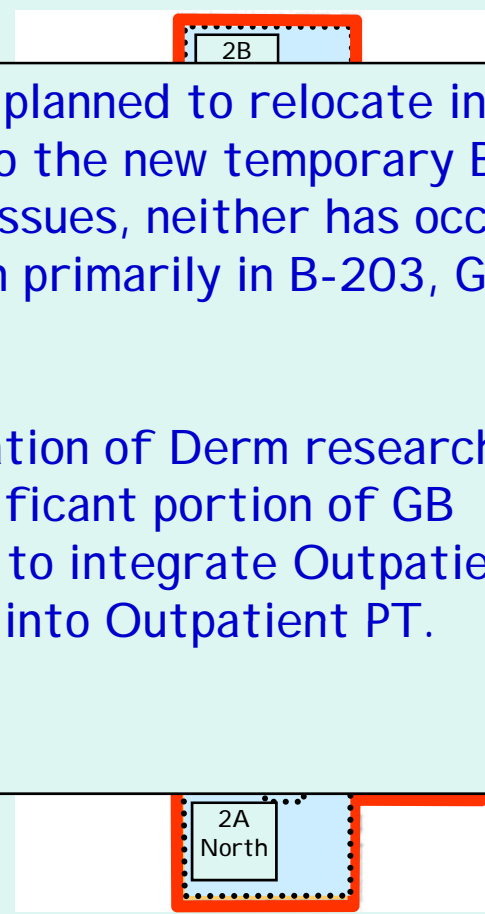 2B
planned to relocate in
o the new temporary
ssues, neither has occ
primarily in B-203, G
ation of Derm research
ficant portion of GB
to integrate Outpatie
into Outpatient PT.
2A
North